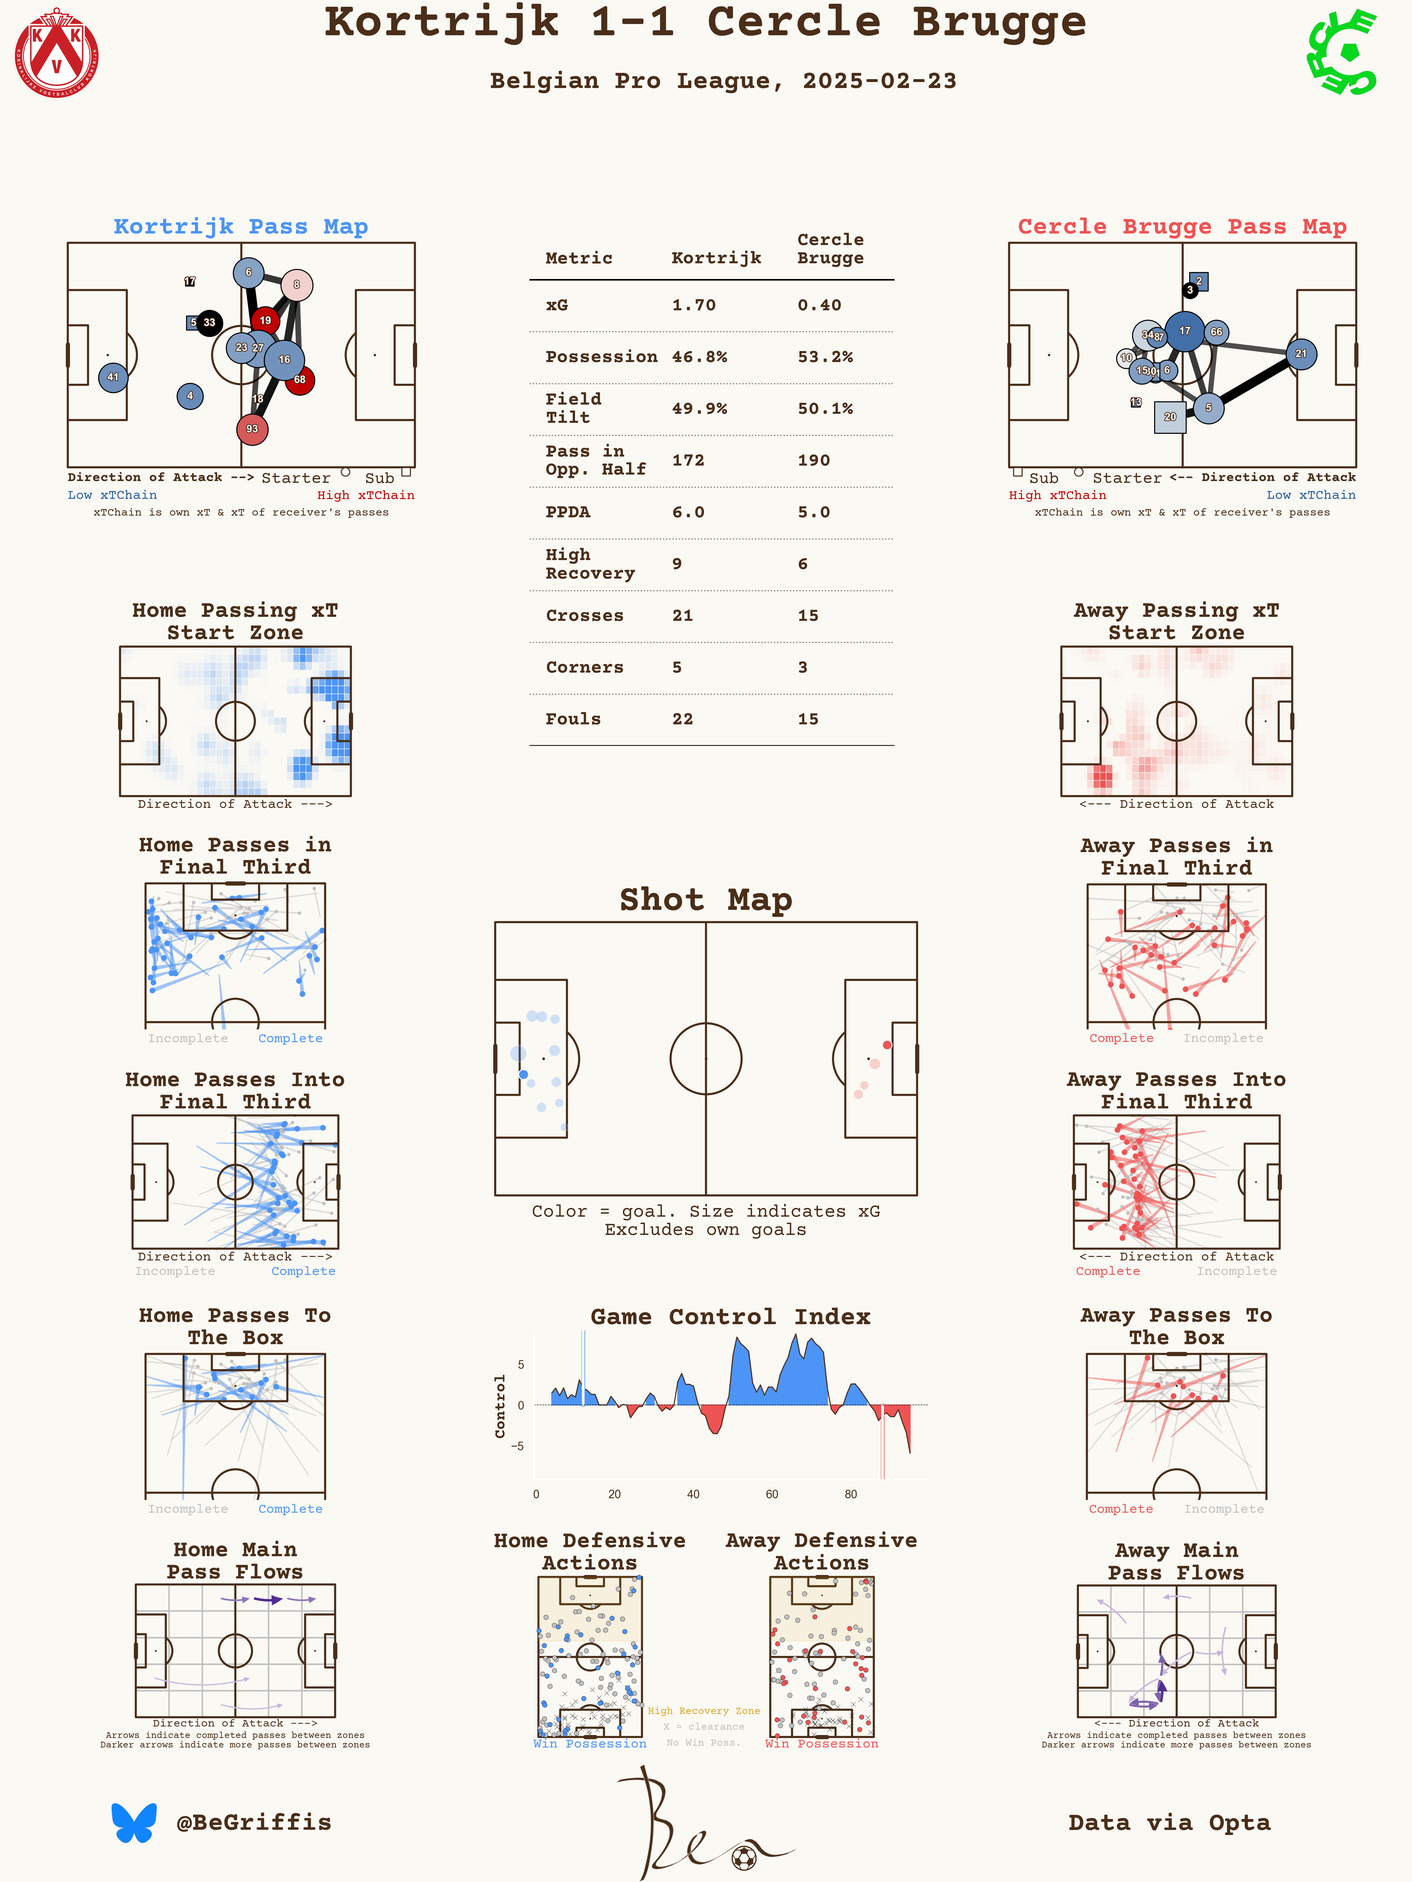 Kortrijk 1-1 Cercle Brugge
Belgian Pro League, 2025-02-23
K K
V
Kortrijk Pass Map
17
6
8
5
33
19
23
27
16
41
4
68
18
93
Direction of Attack --> Starter Sub
Low xTChain High xTChain
xTChain is own xT & xT of receiver's passes
Metric Kortrijk Cercle Brugge
xG 1.70 0.40
Possession 46.8% 53.2%
Field Tilt 49.9% 50.1%
Pass in Opp. Half 172 190
PPDA 6.0 5.0
High Recovery 9 6
Crosses 21 15
Corners 5 3
Fouls 22 15
Cercle Brugge Pass Map
2
3
34
87
17
66
10
21
15
6
13
20
5
Sub Starter <-- Direction of Attack
High xTChain Low xTChain
xTChain is own xT & xT of receiver's passes
Home Passing xT
Start Zone
Direction of Attack --->
Away Passing xT
Start Zone
<--- Direction of Attack
Home Passes in
Final Third
Incomplete Complete
Away Passes in
Final Third
Complete Incomplete
Shot Map
Color = goal. Size indicates xG
Excludes own goals
Home Passes Into
Final Third
Direction of Attack --->
Incomplete Complete
Away Passes Into
Final Third
<--- Direction of Attack
Complete Incomplete
Home Passes To
The Box
Incomplete Complete
Game Control Index
Control
5
0
−5
0 20 40 60 80
Away Passes To
The Box
Complete Incomplete
Home Main
Pass Flows
Direction of Attack --->
Arrows indicate completed passes between zones
Darker arrows indicate more passes between zones
Home Defensive
Actions
Win Possession
High Recovery Zone
X = clearance
No Win Poss.
Away Defensive
Actions
Win Possession
Away Main
Pass Flows
<--- Direction of Attack
Arrows indicate completed passes between zones
Darker arrows indicate more passes between zones
@BeGriffis
Ben
Data via Opta